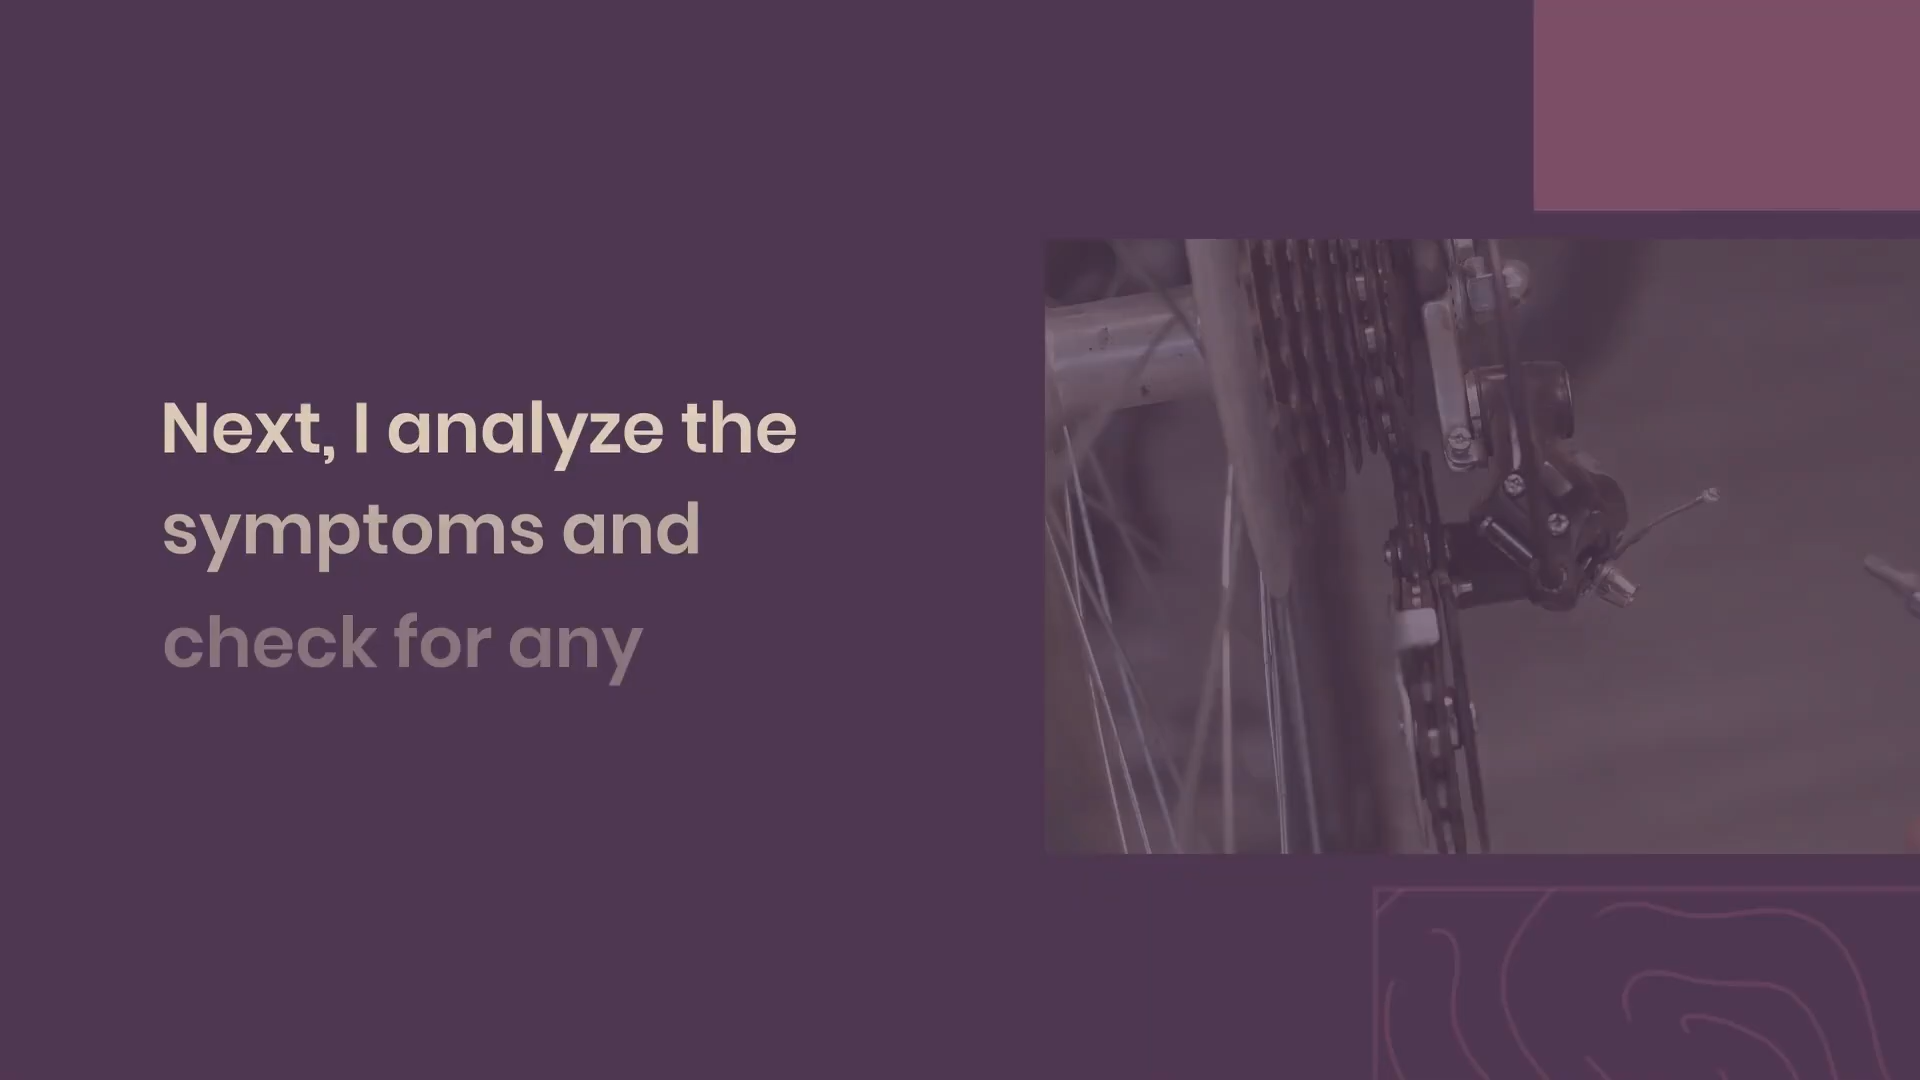 Next, I analyze the
symptoms and
check for any